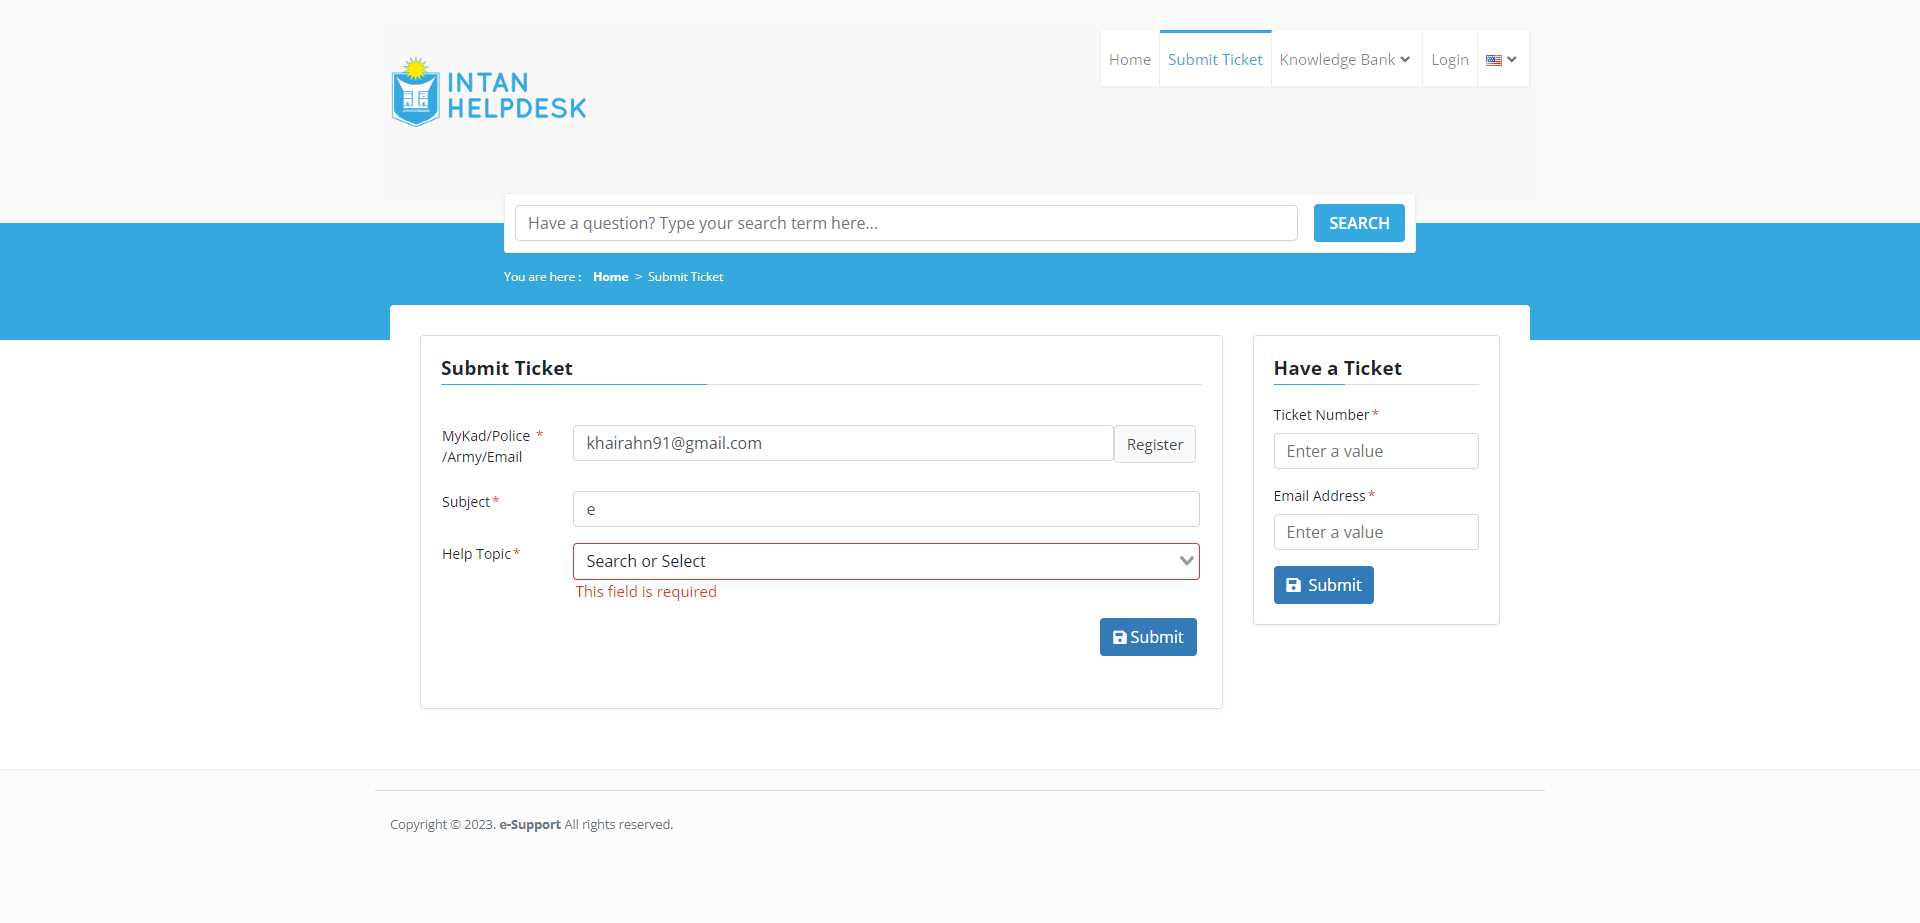 INTAN
HELPDESK
Home
Submit Ticket
Knowledge Bank
Login
Have a question? Type your search term here...
SEARCH
You are here : Home > Submit Ticket
Submit Ticket
MyKad/Police *
/Army/Email
khairahn91@gmail.com
Register
Subject*
e
Help Topic*
Search or Select
This field is required
Submit
Have a Ticket
Ticket Number*
Enter a value
Email Address*
Enter a value
Submit
Copyright © 2023. e-Support All rights reserved.